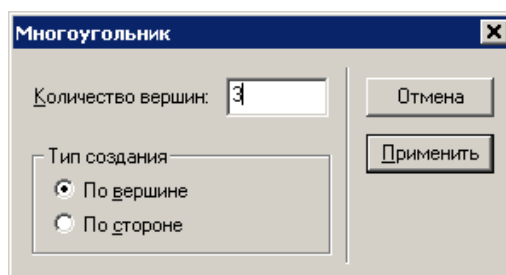 Многоугольник
Количество вершин: 3
Отмена
Применить
Тип создания
По вершине
По стороне